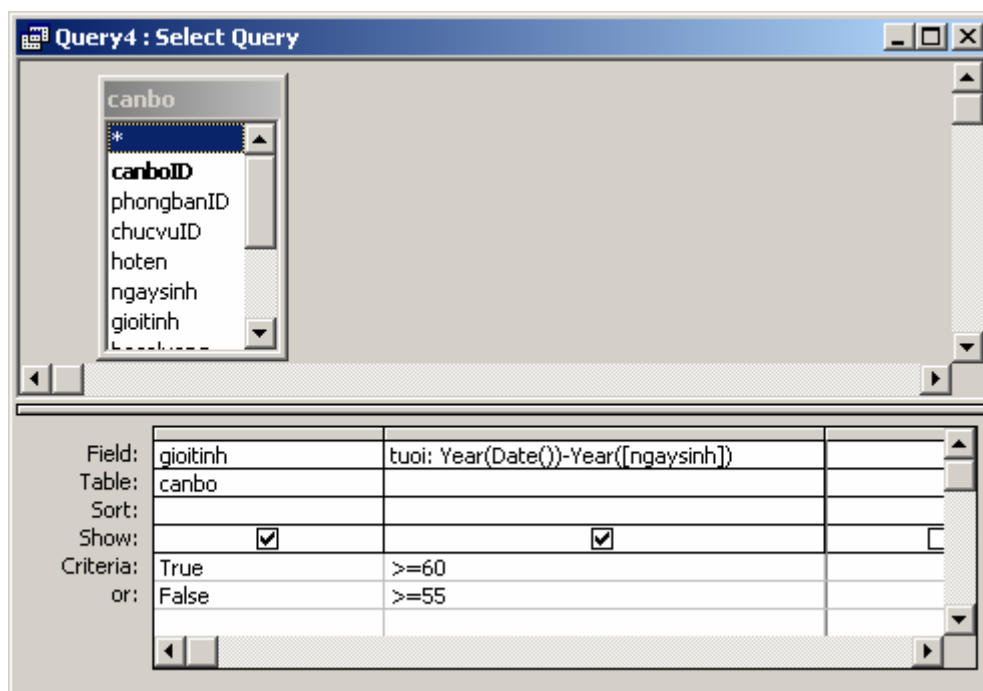 Query4 : Select Query
canbo
*
canboID
phongbanID
chucvuID
hoten
ngaysinh
gioitinh
Field: gioitinh tuoi: Year(Date())-Year([ngaysinh])
Table: canbo
Sort:
Show:
Criteria: True >=60
or: False >=55